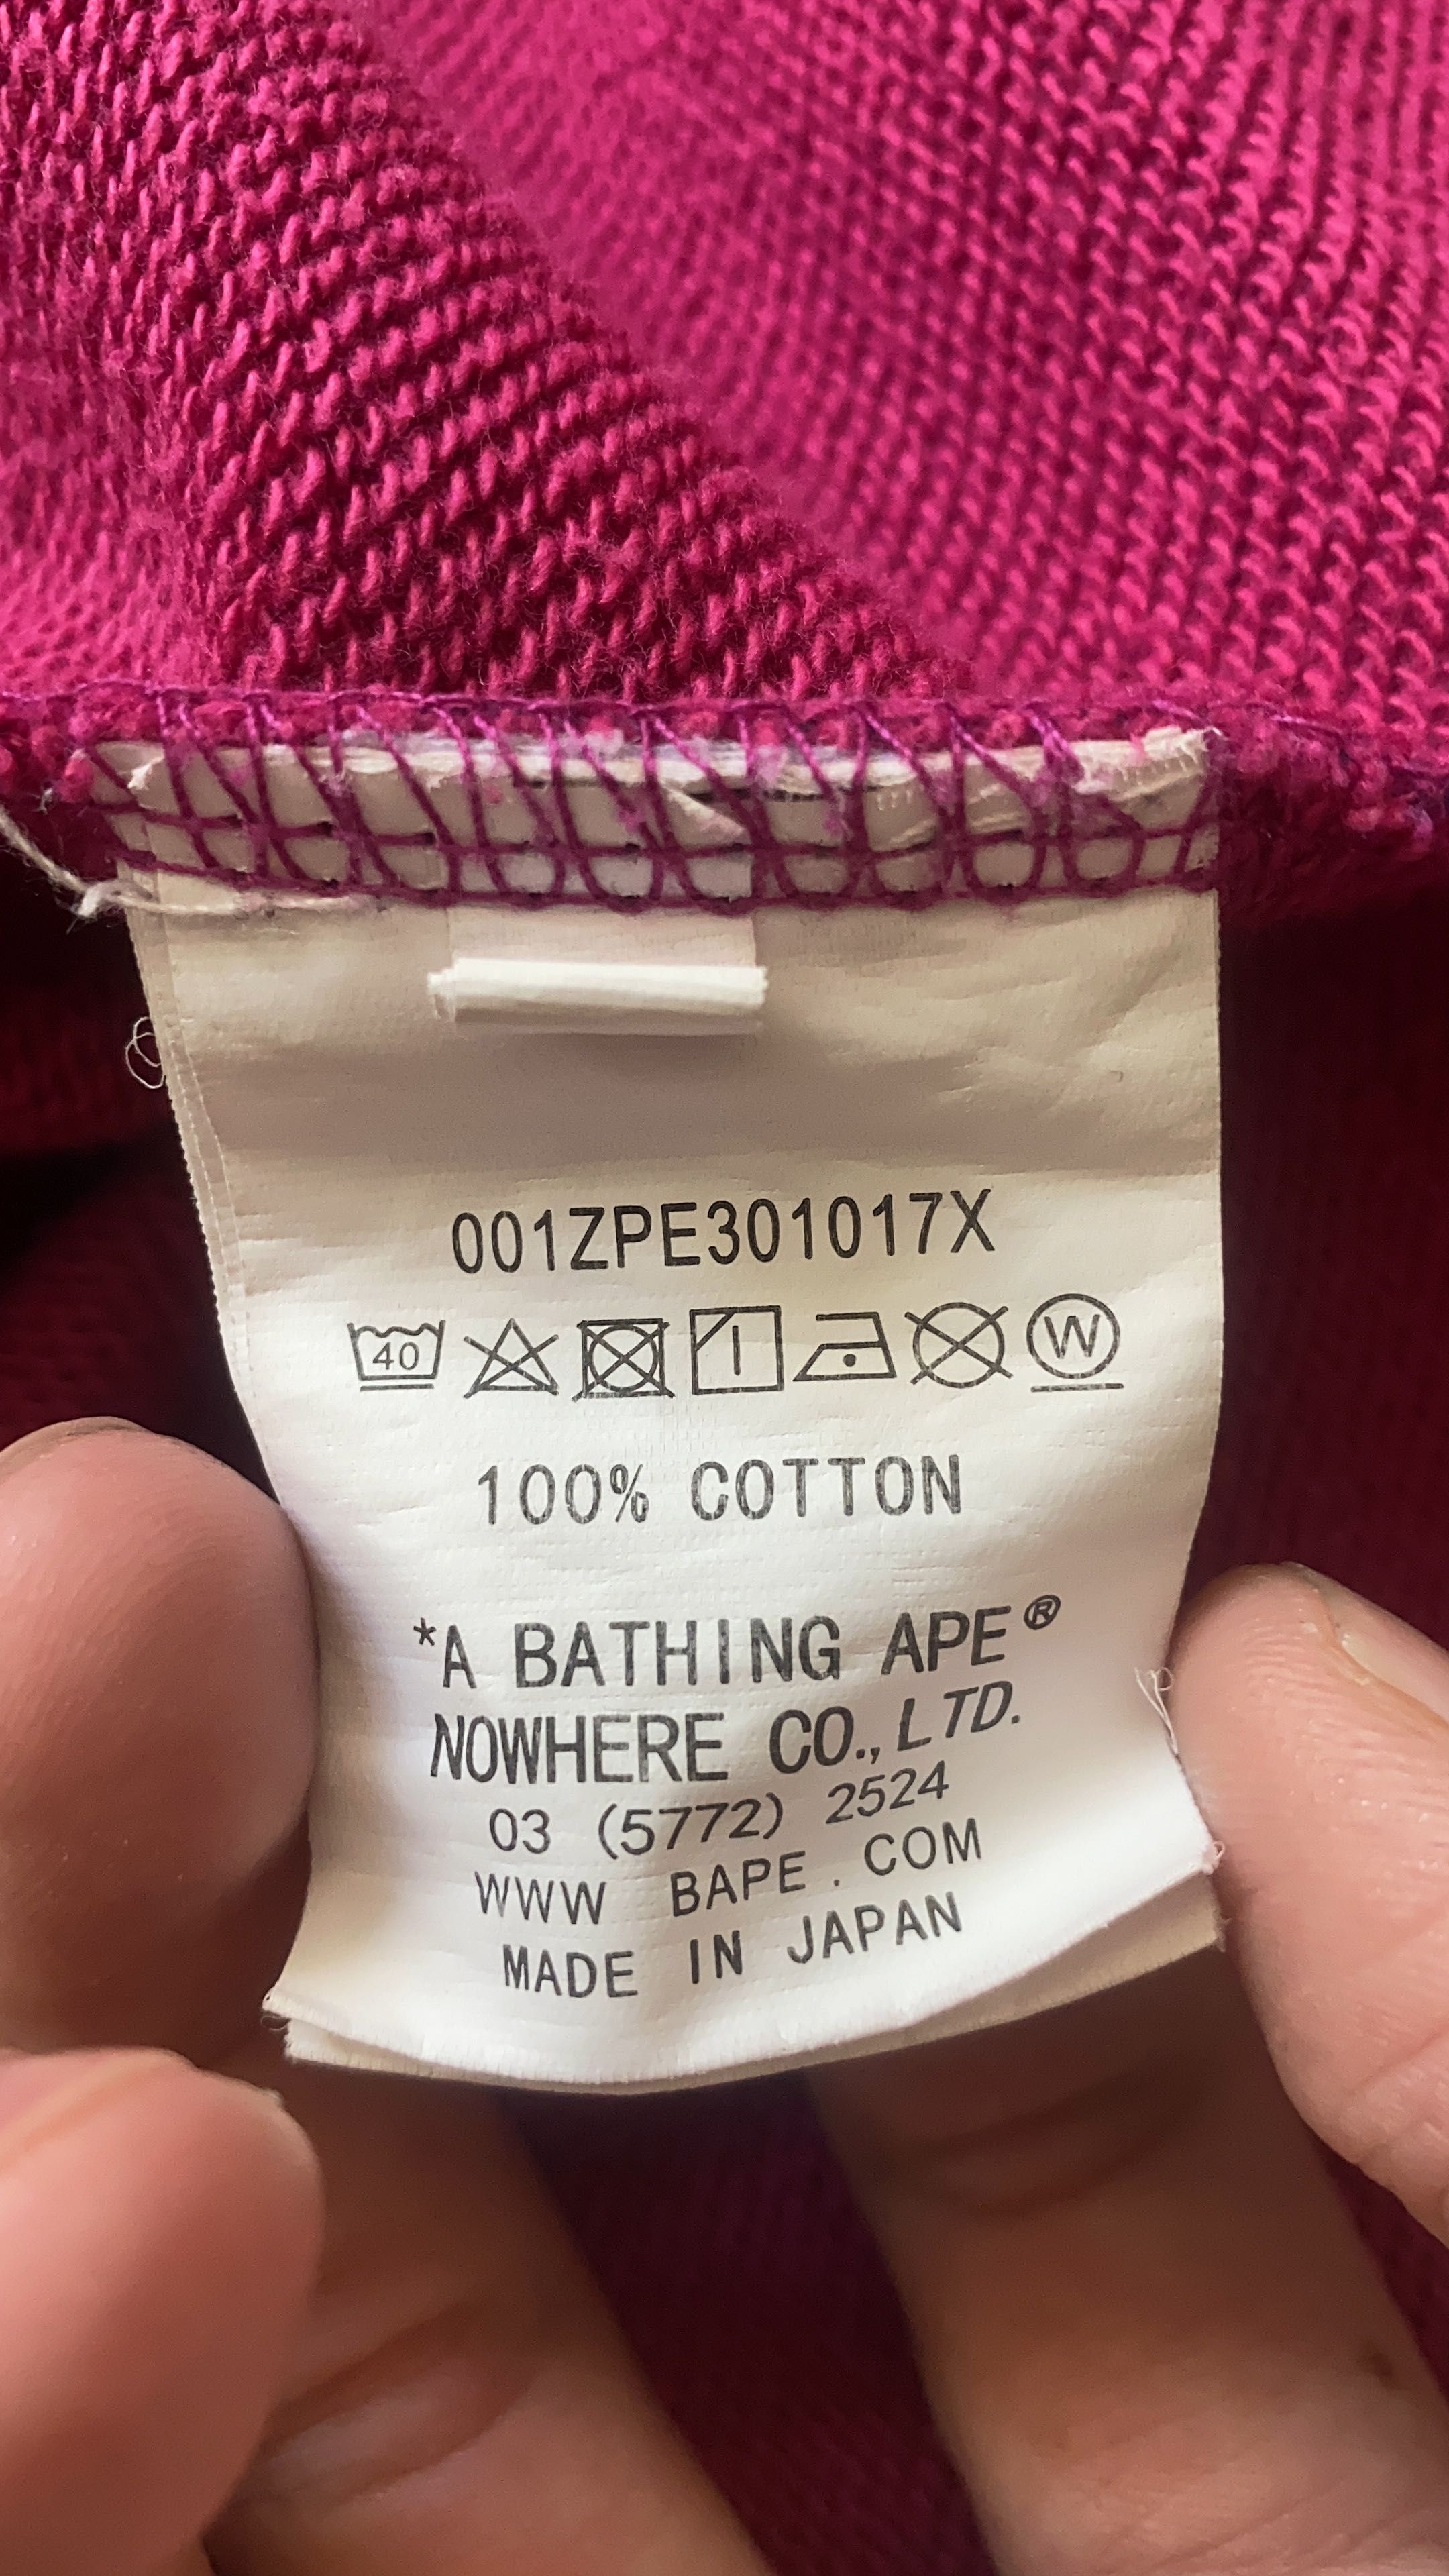 001ZPE301017X
40 W
100% COTTON
*A BATHING APE®
NOWHERE CO., LTD.
03 (5772) 2524
WWW BAPE . COM
MADE IN JAPAN